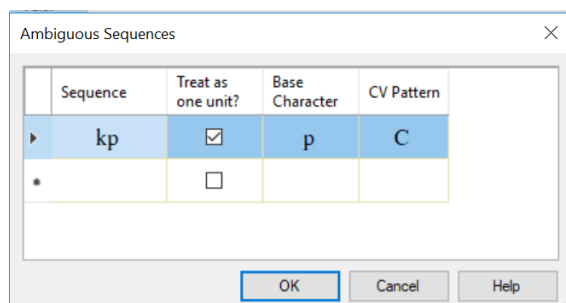 Ambiguous Sequences
Sequence Treat as one unit? Base Character CV Pattern
kp p C
OK Cancel Help